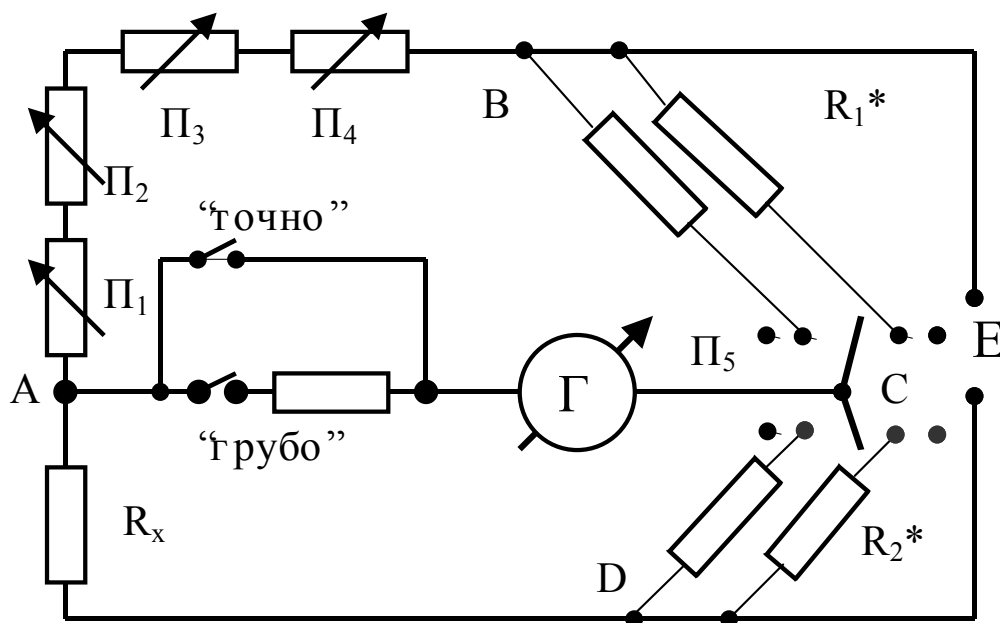 П₃
П₄
В
R₁*
П₂
“точно”
П₁
П₅
Е
А
Г
С
“грубо”
Rₓ
R₂*
D